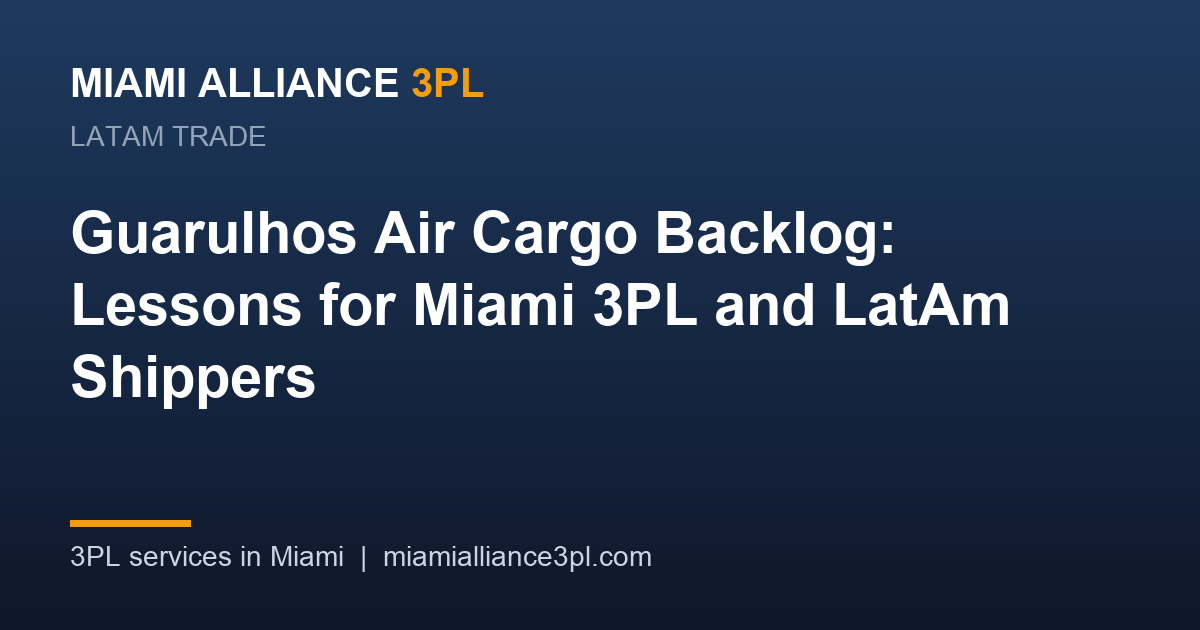 MIAMI ALLIANCE 3PL
LATAM TRADE
Guarulhos Air Cargo Backlog:
Lessons for Miami 3PL and LatAm
Shippers
3PL services in Miami | miamialliance3pl.com